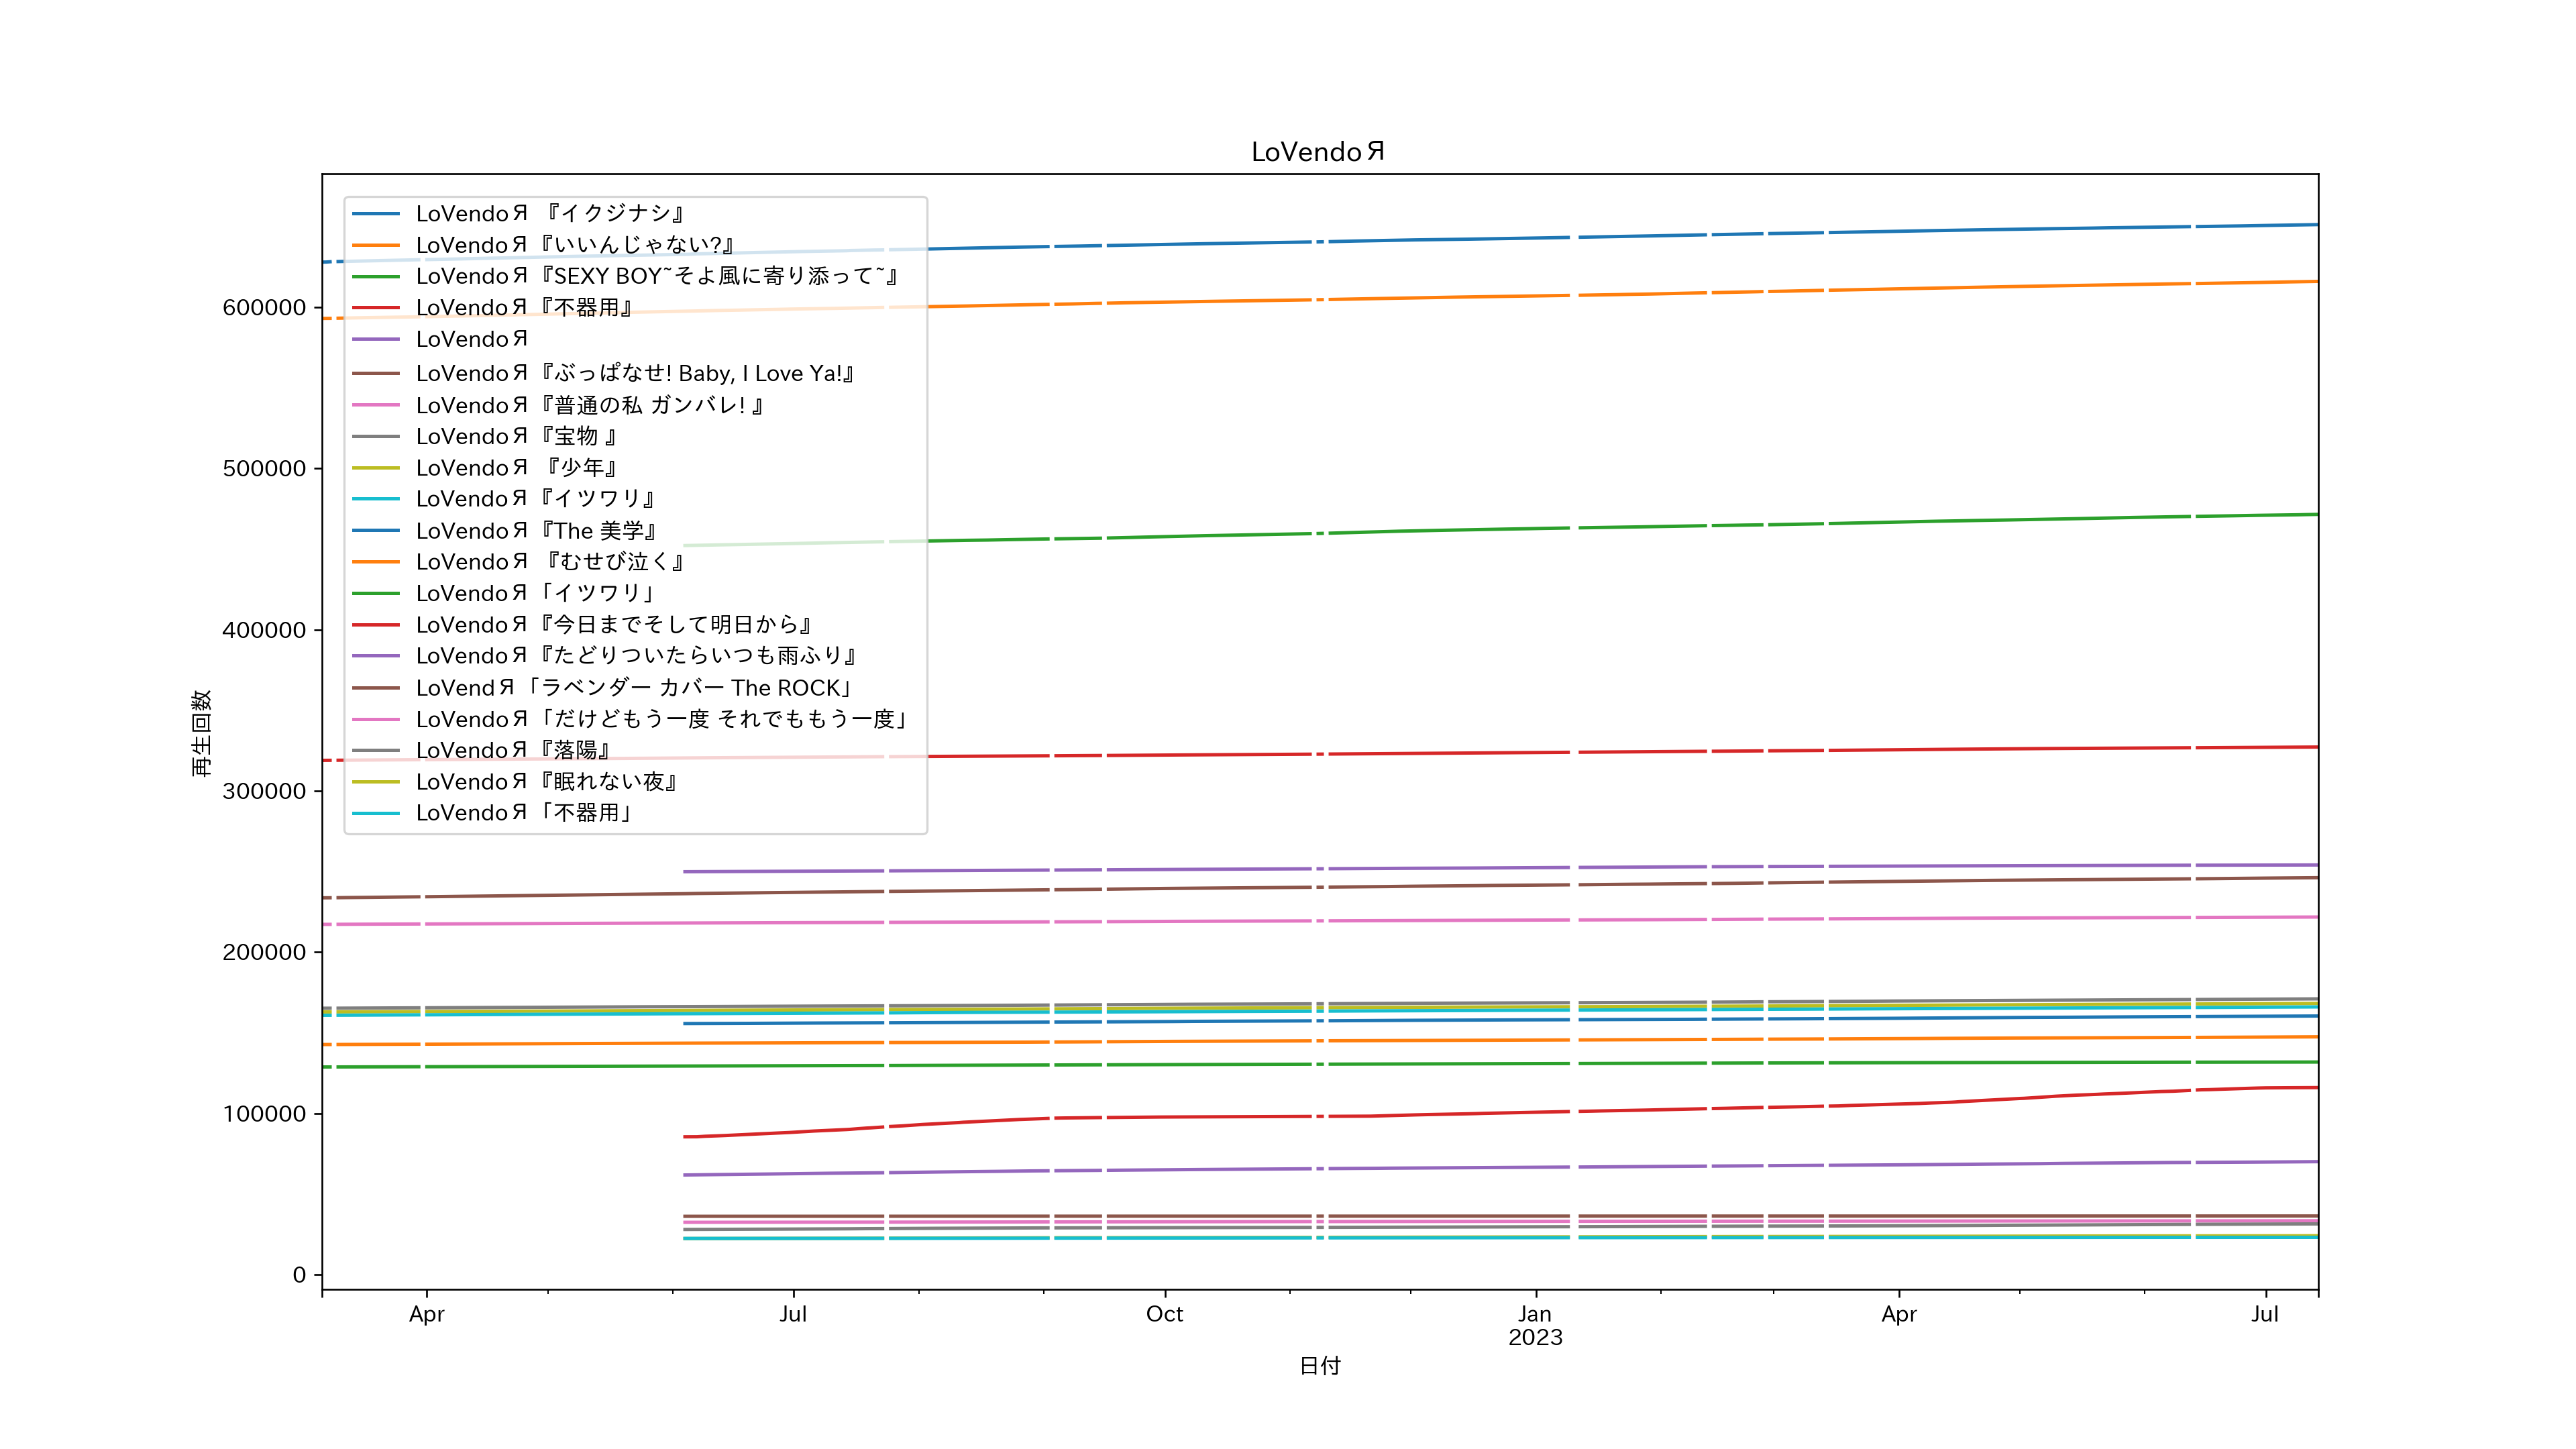 LoVendoЯ
LoVendoЯ 『イクジナシ』
LoVendoЯ『いいんじゃない?』
LoVendoЯ『SEXY BOY~そよ風に寄り添って~』
LoVendoЯ『不器用』
LoVendoЯ
LoVendoЯ『ぶっぱなせ! Baby, I Love Ya!』
LoVendoЯ『普通の私 ガンバレ! 』
LoVendoЯ『宝物 』
LoVendoЯ 『少年』
LoVendoЯ『イツワリ』
LoVendoЯ『The 美学』
LoVendoЯ 『むせび泣く』
LoVendoЯ「イツワリ」
LoVendoЯ『今日までそして明日から』
LoVendoЯ『たどりついたらいつも雨ふり』
LoVendЯ「ラベンダー カバー The ROCK」
LoVendoЯ「だけどもう一度 それでももう一度」
LoVendoЯ『落陽』
LoVendoЯ『眠れない夜』
LoVendoЯ「不器用」
再生回数
600000
500000
400000
300000
200000
100000
0
Apr Jul Oct Jan Apr Jul
2023
日付